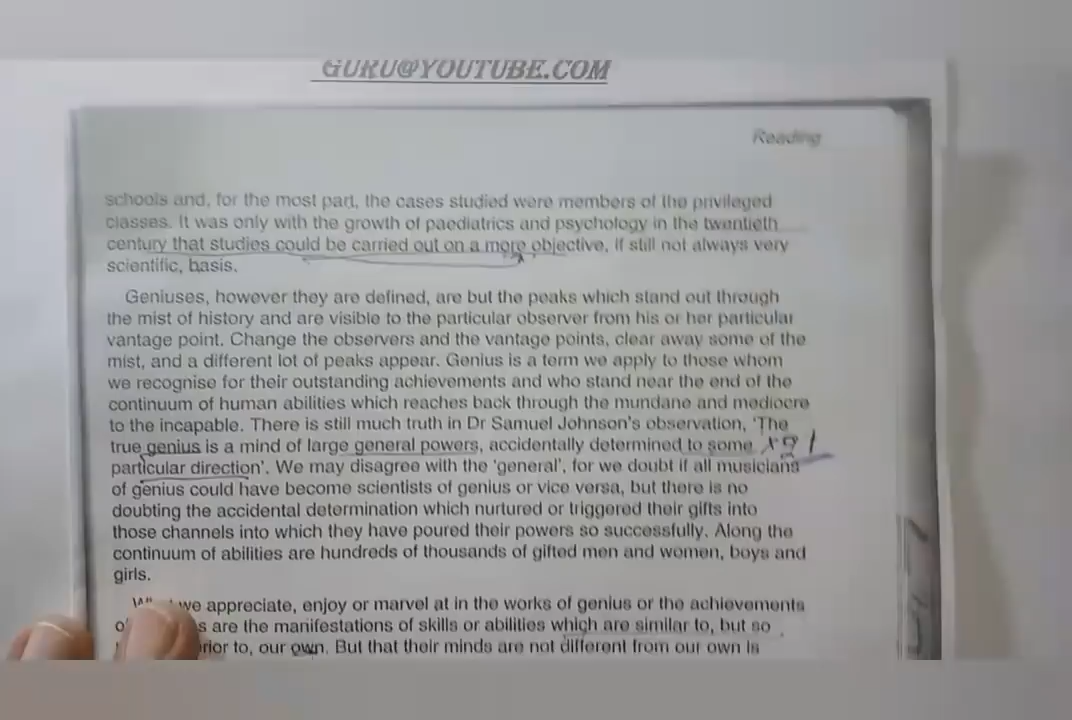 GURU@YOUTUBE.COM
Reading
schools and, for the most part, the cases studied were members of the privileged
classes. It was only with the growth of paediatrics and psychology in the twentieth
century that studies could be carried out on a more objective, if still not always very
scientific, basis.
Geniuses, however they are defined, are but the peaks which stand out through
the mist of history and are visible to the particular observer from his or her particular
vantage point. Change the observers and the vantage points, clear away some of the
mist, and a different lot of peaks appear. Genius is a term we apply to those whom
we recognise for their outstanding achievements and who stand near the end of the
continuum of human abilities which reaches back through the mundane and mediocre
to the incapable. There is still much truth in Dr Samuel Johnson's observation, 'The
true genius is a mind of large general powers, accidentally determined to some
particular direction'. We may disagree with the 'general', for we doubt if all musicians
of genius could have become scientists of genius or vice versa, but there is no
doubting the accidental determination which nurtured or triggered their gifts into
those channels into which they have poured their powers so successfully. Along the
continuum of abilities are hundreds of thousands of gifted men and women, boys and
girls.
we appreciate, enjoy or marvel at in the works of genius or the achievements
are the manifestations of skills or abilities which are similar to, but so
to, our own. But that their minds are not different from our own is